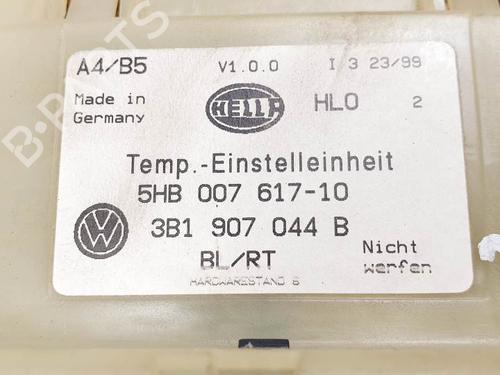 A4/B5 V1.0.0 I 3 23/99
Made in Germany
HELLA
HLO 2
Temp.-Einstelleinheit
5HB 007 617-10
3B1 907 044 B
BL/RT
Nicht werfen
HARDWARESTAND 6
B-PARTS